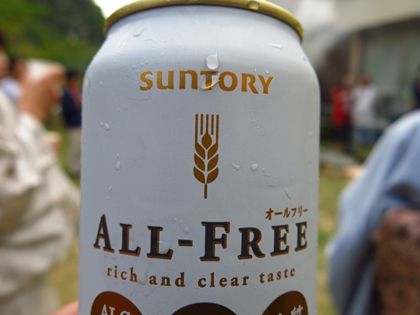 SUNTORY
オールフリー
ALL-FREE
rich and clear taste